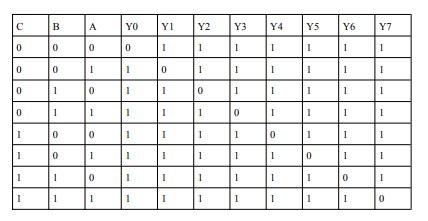 C B A Y0 Y1 Y2 Y3 Y4 Y5 Y6 Y7
0 0 0 0 1 1 1 1 1 1 1
0 0 1 1 0 1 1 1 1 1 1
0 1 0 1 1 0 1 1 1 1 1
0 1 1 1 1 1 0 1 1 1 1
1 0 0 1 1 1 1 0 1 1 1
1 0 1 1 1 1 1 1 0 1 1
1 1 0 1 1 1 1 1 1 0 1
1 1 1 1 1 1 1 1 1 1 0